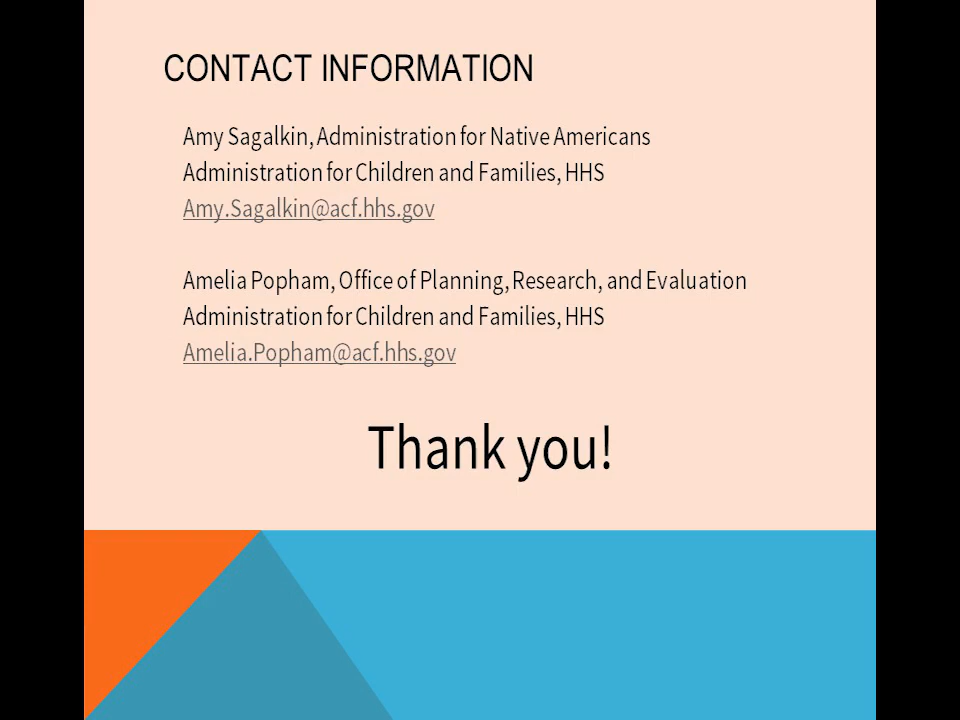 CONTACT INFORMATION
Amy Sagalkin, Administration for Native Americans
Administration for Children and Families, HHS
Amy.Sagalkin@acf.hhs.gov
Amelia Popham, Office of Planning, Research, and Evaluation
Administration for Children and Families, HHS
Amelia.Popham@acf.hhs.gov
Thank you!